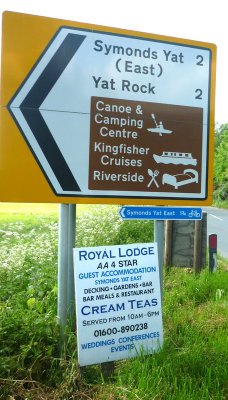 Symonds Yat 2
(East)
Yat Rock 2
Canoe &
Camping
Centre
Kingfisher
Cruises
Riverside
Symonds Yat
ROYAL LODGE
AA 4 STAR
GUEST ACCOMMODATION
SYMONDS YAT EAST
DECKING • GARDENS • BAR
BAR MEALS & RESTAURANT
CREAM TEAS
SERVED FROM 10AM - 6PM
01600-890238
WEDDINGS CONFERENCES
EVENTS